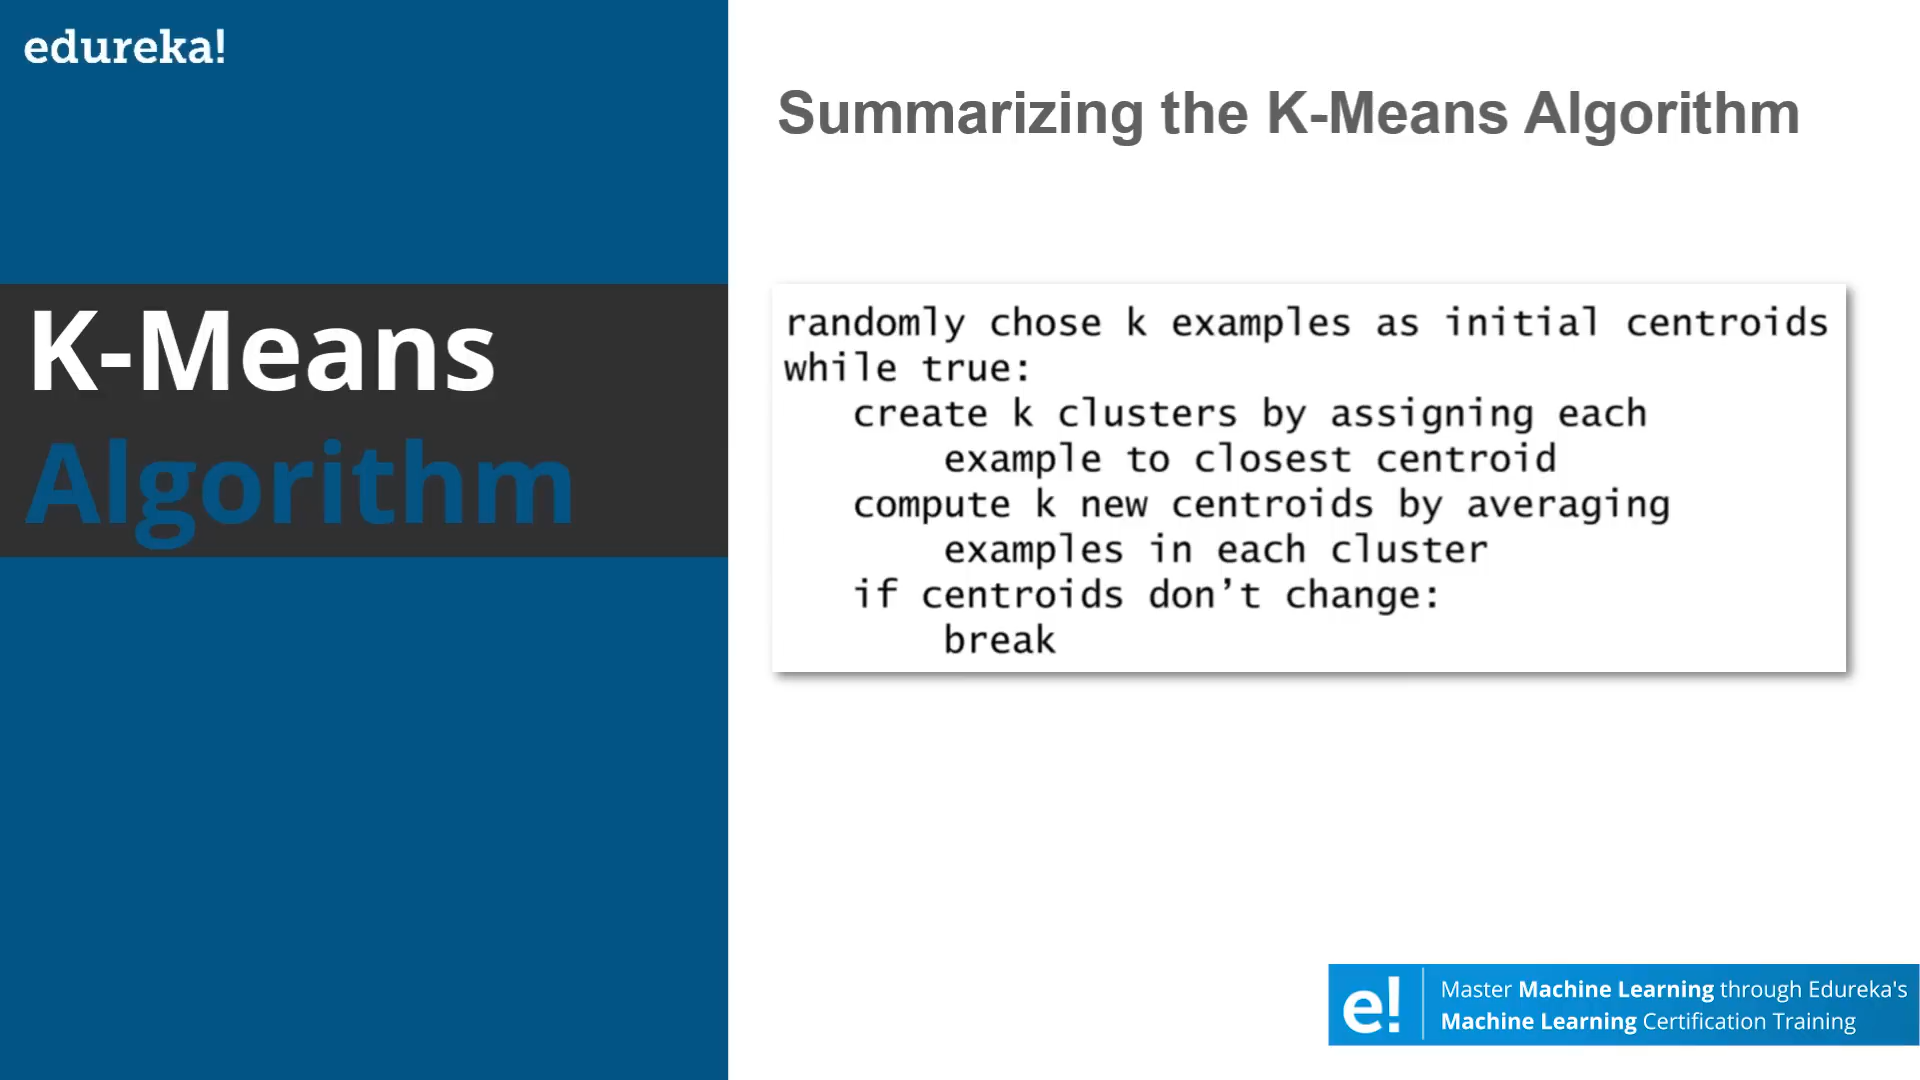 edureka!
K-Means
Algorithm
Summarizing the K-Means Algorithm
randomly chose k examples as initial centroids
while true:
create k clusters by assigning each
example to closest centroid
compute k new centroids by averaging
examples in each cluster
if centroids don’t change:
break
e!
Master Machine Learning through Edureka's
Machine Learning Certification Training